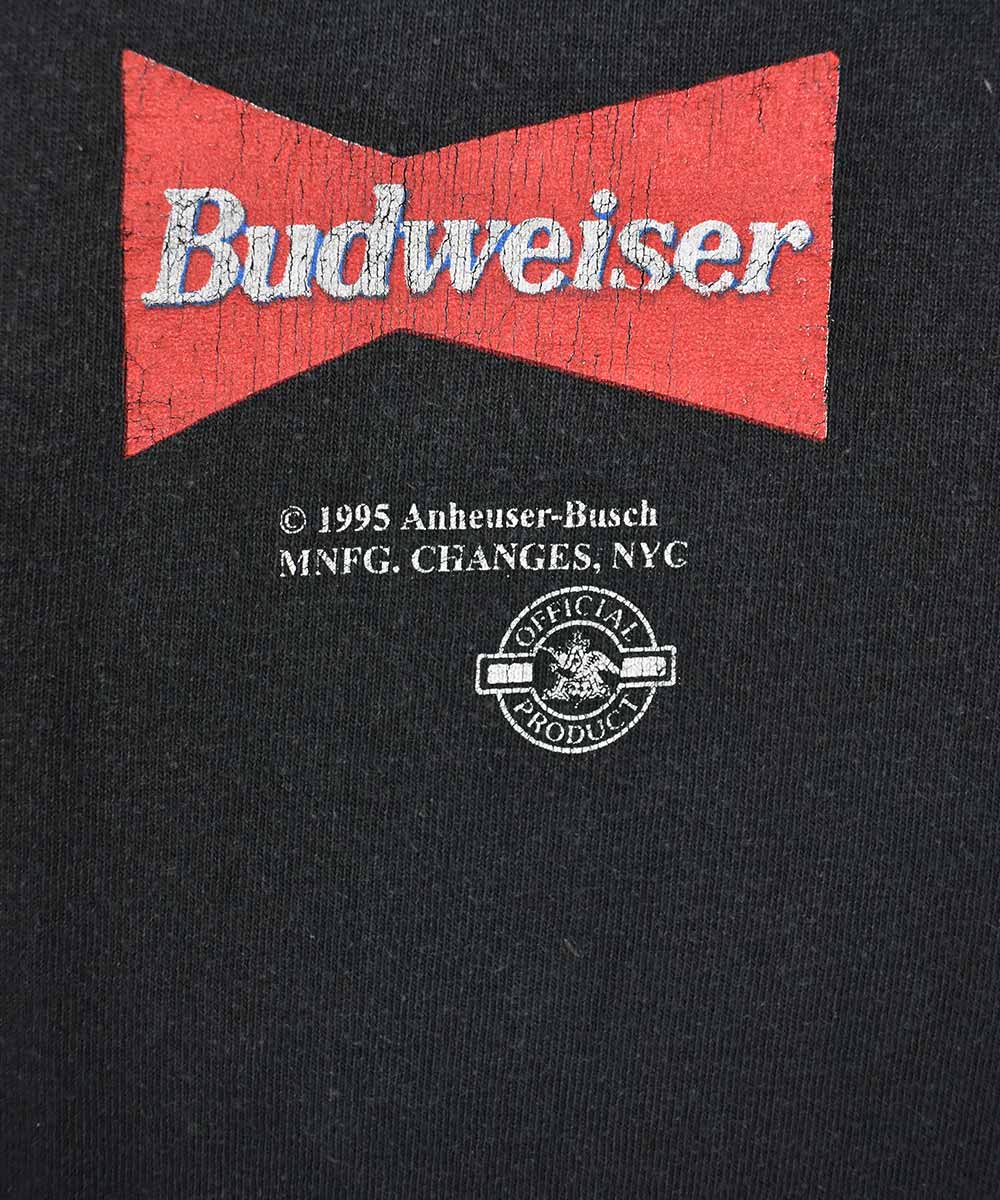 Budweiser
© 1995 Anheuser-Busch
MNFG. CHANGES, NYC
OFFICIAL
PRODUCT